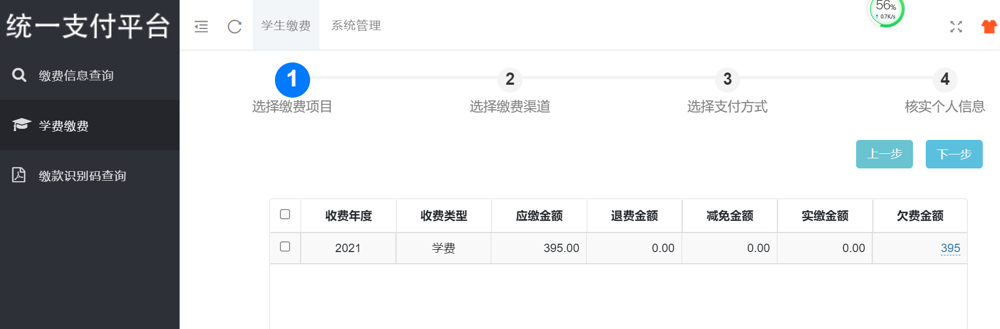 统一支付平台
学生缴费 系统管理
56%
↑ 0.7K/s
缴费信息查询
学费缴费
缴款识别码查询
1 2 3 4
选择缴费项目 选择缴费渠道 选择支付方式 核实个人信息
上一步 下一步
收费年度 收费类型 应缴金额 退费金额 减免金额 实缴金额 欠费金额
2021 学费 395.00 0.00 0.00 0.00 395